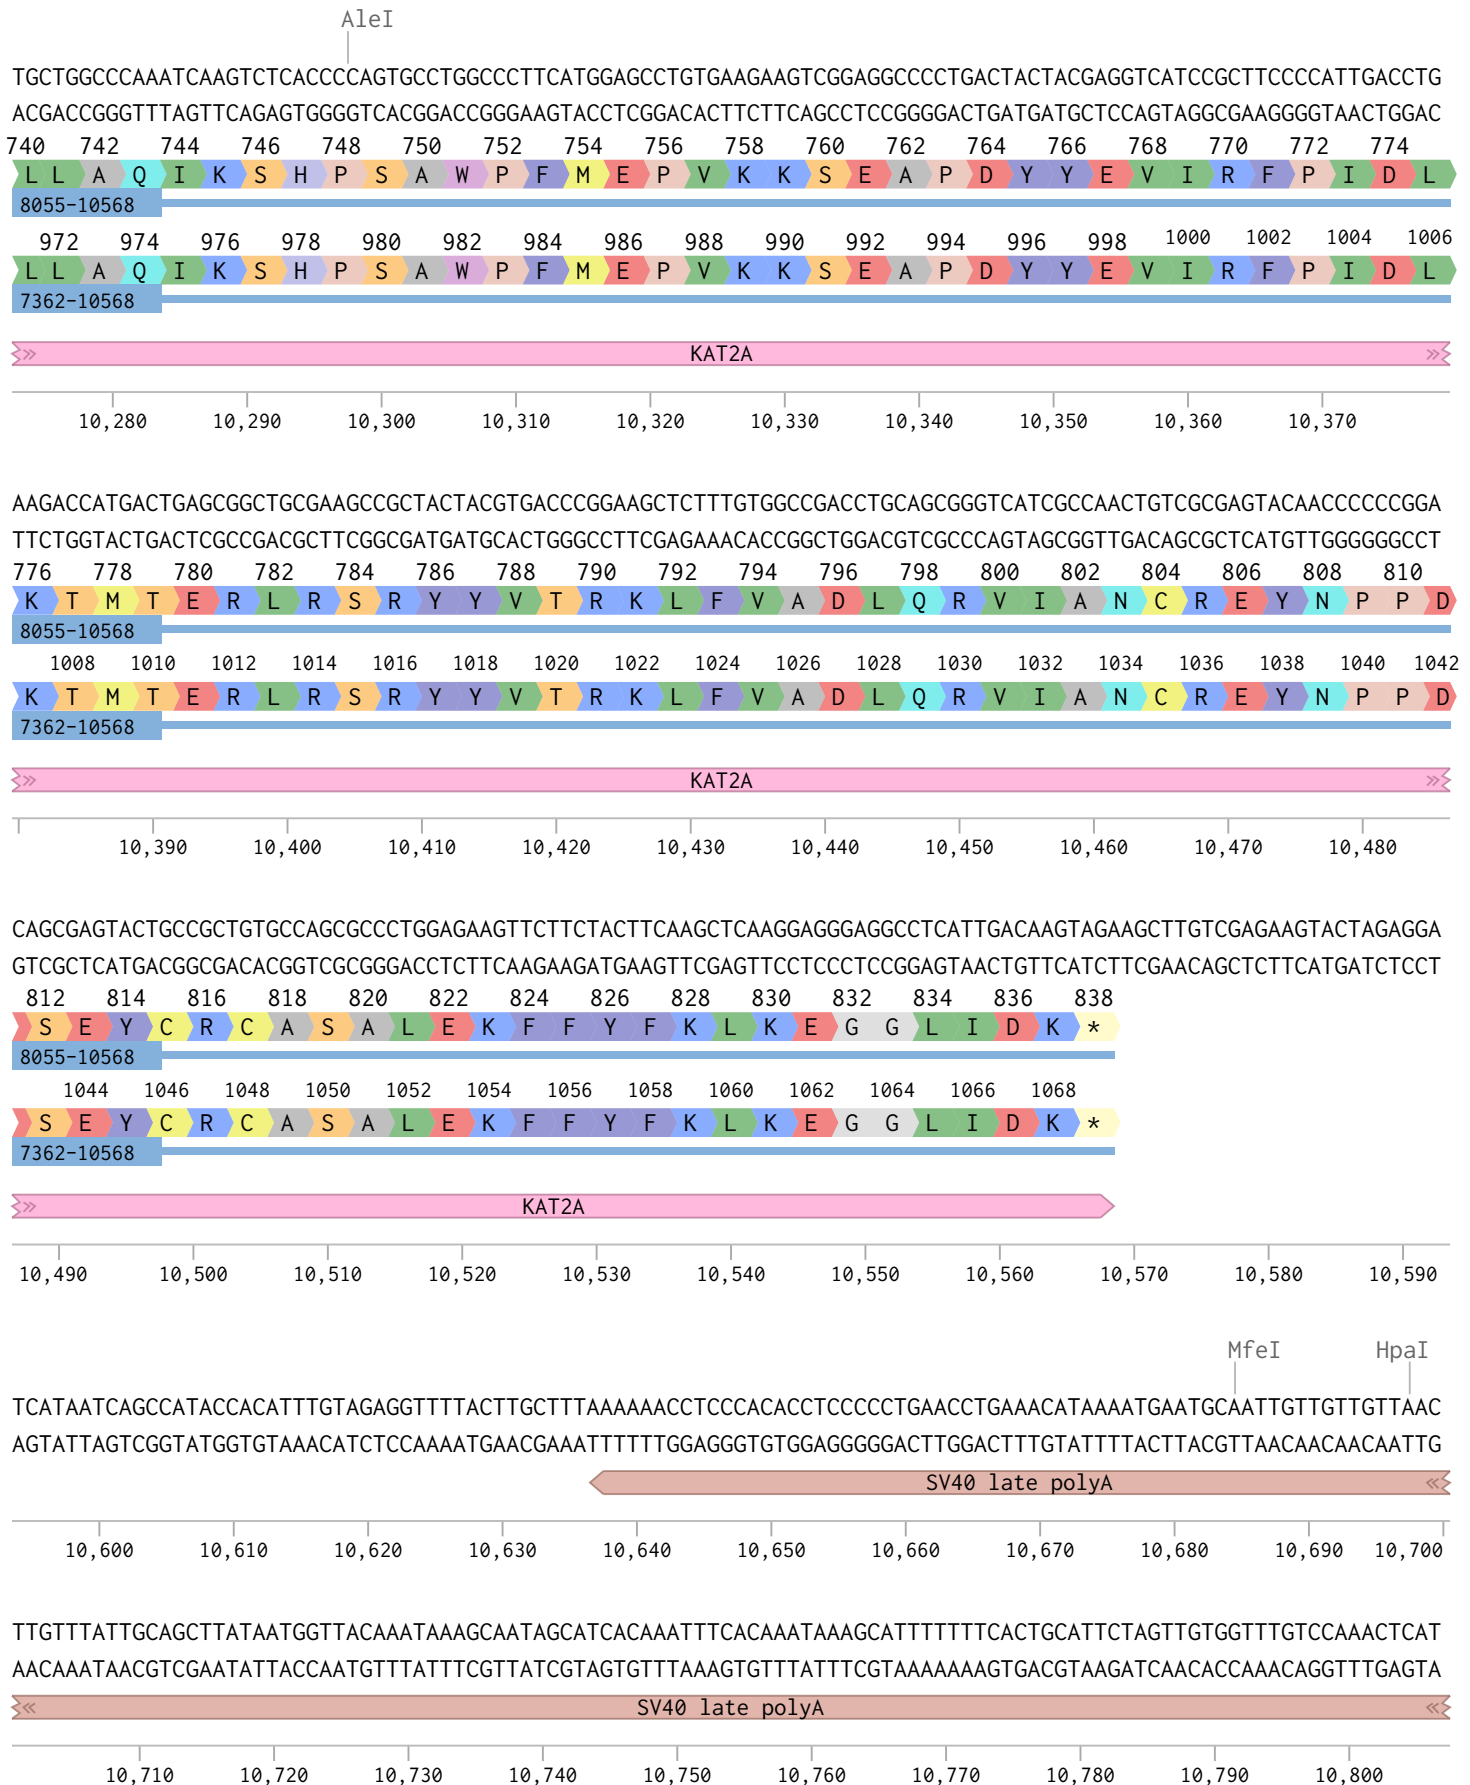 AleI
TGCTGGCCCAAATCAAGTCTCACCCCAGTGCCTGGCCCTTCATGGAGCCTGTGAAGAAGTCGGAGGCCCCTGACTACTACGAGGTCATCCGCTTCCCCATTGACCTG
ACGACCGGGTTTAGTTCAGAGTGGGGTCACGGACCGGGAAGTACCTCGGACACTTCTTCAGCCTCCGGGGACTGATGATGCTCCAGTAGGCGAAGGGGTAACTGGAC
740 742 744 746 748 750 752 754 756 758 760 762 764 766 768 770 772 774
L L A Q I K S H P S A W P F M E P V K K S E A P D Y Y E V I R F P I D L
8055-10568
972 974 976 978 980 982 984 986 988 990 992 994 996 998 1000 1002 1004 1006
L L A Q I K S H P S A W P F M E P V K K S E A P D Y Y E V I R F P I D L
7362-10568
KAT2A
10,280 10,290 10,300 10,310 10,320 10,330 10,340 10,350 10,360 10,370
AAGACCATGACTGAGCGGCTGCGAAGCCGCTACTACGTGACCCGGAAGCTCTTTGTGGCCGACCTGCAGCGGGTCATCGCCAACTGTCGCGAGTACAACCCCCCGGA
TTCTGGTACTGACTCGCCGACGCTTCGGCGATGATGCACTGGGCCTTCGAGAAACACCGGCTGGACGTCGCCCAGTAGCGGTTGACAGCGCTCATGTTGGGGGGCCT
776 778 780 782 784 786 788 790 792 794 796 798 800 802 804 806 808 810
K T M T E R L R S R Y Y V T R K L F V A D L Q R V I A N C R E Y N P P D
8055-10568
1008 1010 1012 1014 1016 1018 1020 1022 1024 1026 1028 1030 1032 1034 1036 1038 1040 1042
K T M T E R L R S R Y Y V T R K L F V A D L Q R V I A N C R E Y N P P D
7362-10568
KAT2A
10,390 10,400 10,410 10,420 10,430 10,440 10,450 10,460 10,470 10,480
CAGCGAGTACTGCCGCTGTGCCAGCGCCCTGGAGAAGTTCTTCTACTTCAAGCTCAAGGAGGGAGGCCTCATTGACAAGTAGAAGCTTGTCGAGAAGTACTAGAGGA
GTCGCTCATGACGGCGACACGGTCGCGGGACCTCTTCAAGAAGATGAAGTTCGAGTTCCTCCCTCCGGAGTAACTGTTCATCTTCGAACAGCTCTTCATGATCTCCT
812 814 816 818 820 822 824 826 828 830 832 834 836 838
S E Y C R C A S A L E K F F Y F K L K E G G L I D K *
8055-10568
1044 1046 1048 1050 1052 1054 1056 1058 1060 1062 1064 1066 1068
S E Y C R C A S A L E K F F Y F K L K E G G L I D K *
7362-10568
KAT2A
10,490 10,500 10,510 10,520 10,530 10,540 10,550 10,560 10,570 10,580 10,590
MfeI HpaI
TCATAATCAGCCATACCACATTTGTAGAGGTTTTACTTGCTTTAAAAAACCTCCCACACCTCCCCCTGAACCTGAAACATAAAATGAATGCAATTGTTGTTGTTAAC
AGTATTAGTCGGTATGGTGTAAACATCTCCAAAATGAACGAAATTTTTTGGAGGGTGTGGAGGGGGACTTGGACTTTGTATTTTACTTACGTTAACAACAACAATTG
SV40 late polyA
10,600 10,610 10,620 10,630 10,640 10,650 10,660 10,670 10,680 10,690 10,700
TTGTTTATTGCAGCTTATAATGGTTACAAATAAAGCAATAGCATCACAAATTTCACAAATAAAGCATTTTTTTCACTGCATTCTAGTTGTGGTTTGTCCAAACTCAT
AACAAATAACGTCGAATATTACCAATGTTTATTTCGTTATCGTAGTGTTTAAAGTGTTTATTTCGTAAAAAAAGTGACGTAAGATCAACACCAAACAGGTTTGAGTA
SV40 late polyA
10,710 10,720 10,730 10,740 10,750 10,760 10,770 10,780 10,790 10,800